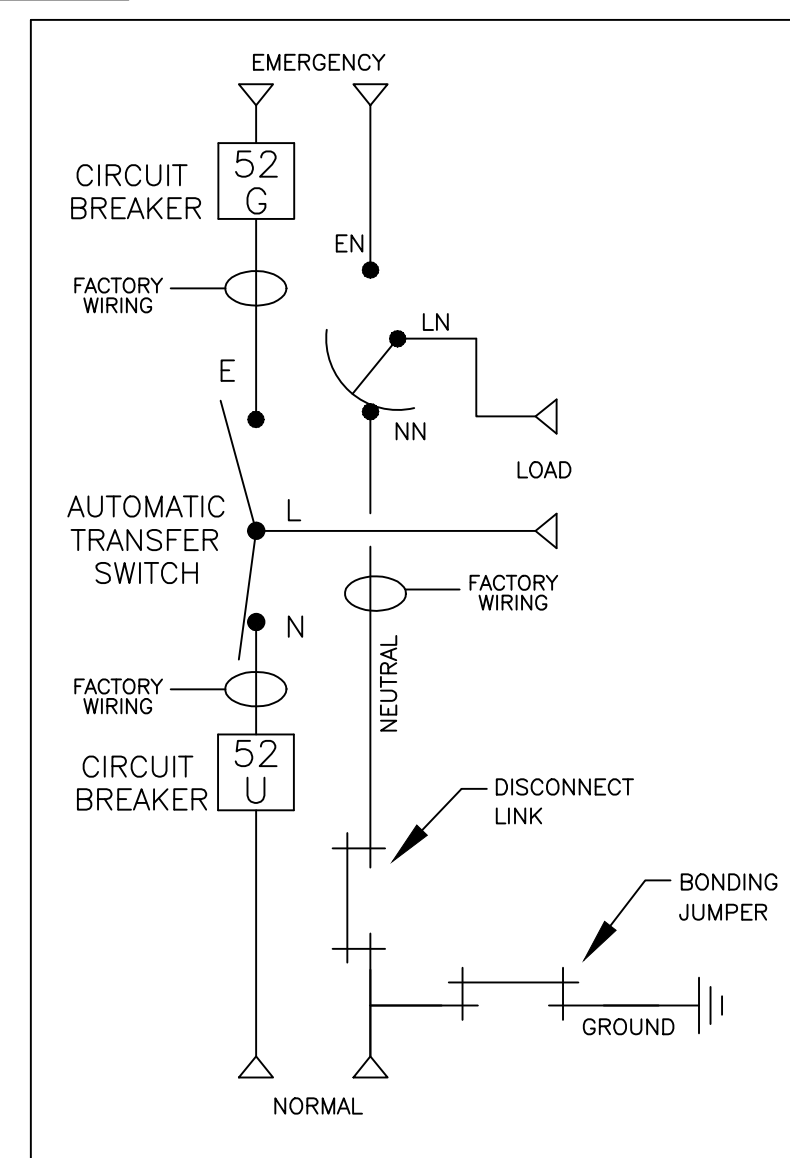 EMERGENCY
52
G
CIRCUIT
BREAKER
EN
FACTORY
WIRING
LN
E
NN
LOAD
AUTOMATIC
TRANSFER
SWITCH
L
FACTORY
WIRING
N
NEUTRAL
FACTORY
WIRING
52
U
CIRCUIT
BREAKER
DISCONNECT
LINK
BONDING
JUMPER
GROUND
NORMAL